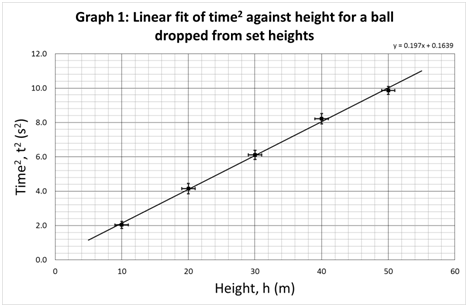 Graph 1: Linear fit of time² against height for a ball
dropped from set heights
y = 0.197x + 0.1639
12.0
10.0
8.0
6.0
4.0
2.0
0.0
Time², t² (s²)
0
10
20
30
40
50
60
Height, h (m)